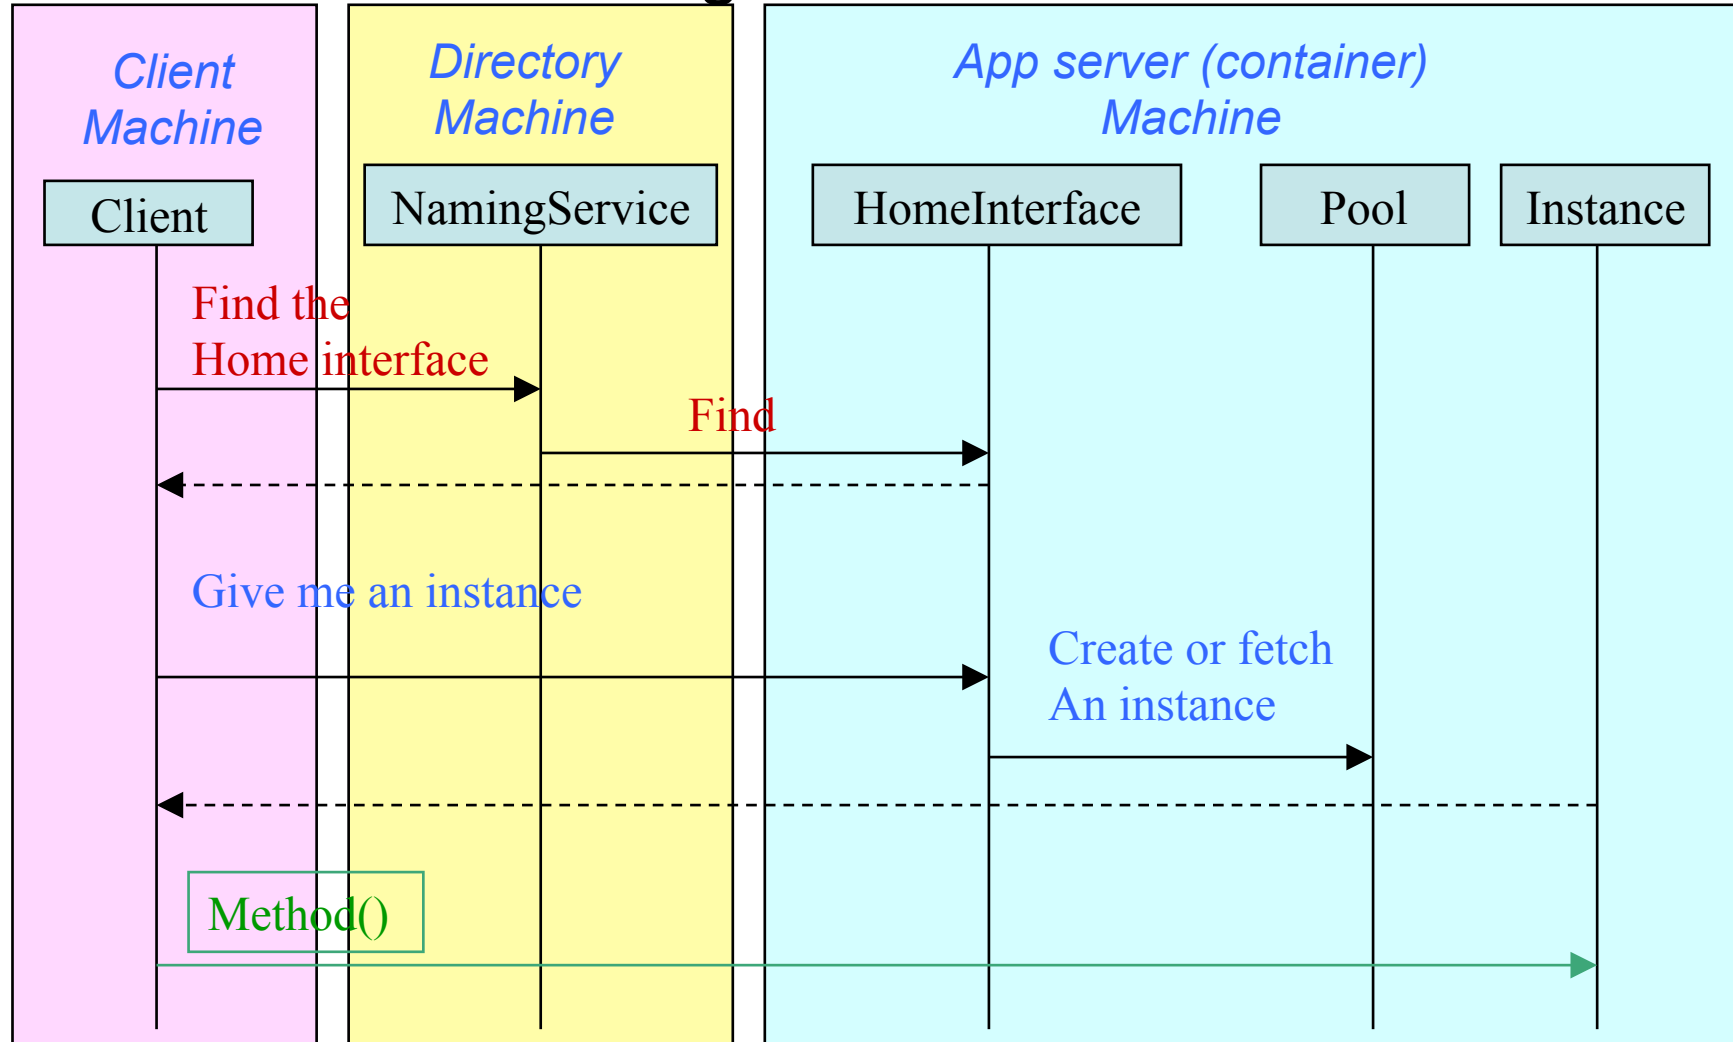 Client
Machine
Directory
Machine
App server (container)
Machine
Client
NamingService
HomeInterface
Pool
Instance
Find the
Home interface
Find
Give me an instance
Create or fetch
An instance
Method()